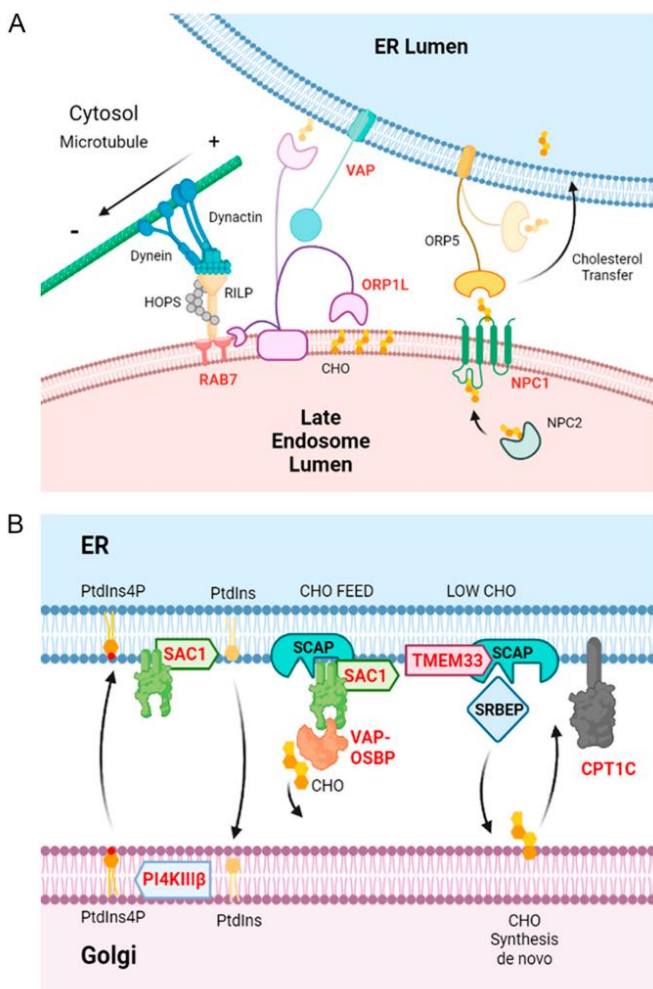 A
ER Lumen
Cytosol
Microtubule
+
-
VAP
Dynactin
Dynein
ORP5
Cholesterol
Transfer
HOPS
RILP
ORP1L
RAB7
CHO
NPC1
NPC2
Late
Endosome
Lumen
B
ER
PtdIns4P
PtdIns
CHO FEED
LOW CHO
SAC1
SCAP
SAC1
TMEM33
SCAP
SRBEP
VAP-
OSBP
CHO
CPT1C
PI4KIIIβ
PtdIns4P
PtdIns
CHO
Synthesis
de novo
Golgi